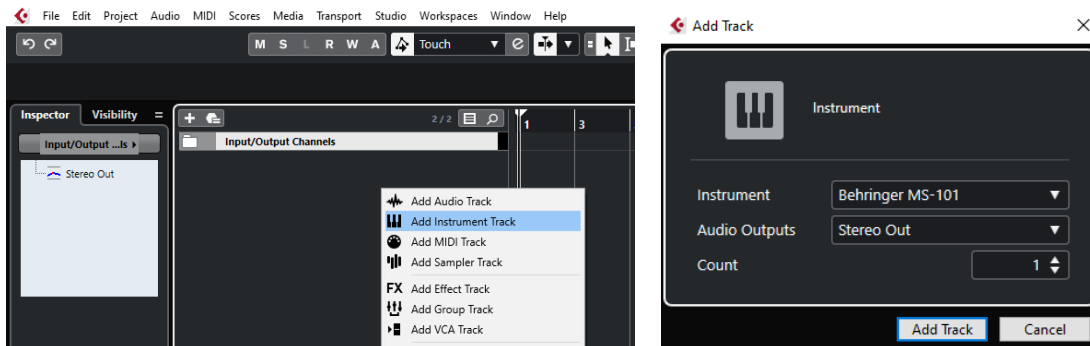 File Edit Project Audio MIDI Scores Media Transport Studio Workspaces Window Help
M S L R W A Touch
Inspector Visibility
2 / 2
1 3
Input/Output ...ls
Input/Output Channels
Stereo Out
Add Audio Track
Add Instrument Track
Add MIDI Track
Add Sampler Track
FX Add Effect Track
Add Group Track
Add VCA Track
Add Track
Instrument
Instrument Behringer MS-101
Audio Outputs Stereo Out
Count 1
Add Track Cancel